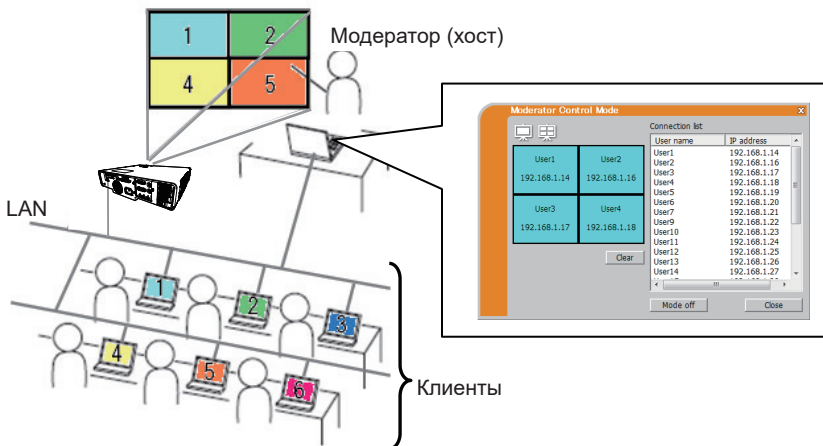 1 2
Модератор (хост)
4 5
Moderator Control Mode x
Connection list
User name IP address
User1 192.168.1.14
User2 192.168.1.16
User3 192.168.1.17
User4 192.168.1.18
User5 192.168.1.19
User6 192.168.1.20
User7 192.168.1.21
User9 192.168.1.22
User10 192.168.1.23
User11 192.168.1.24
User12 192.168.1.25
User13 192.168.1.26
User14 192.168.1.27
User1 User2
192.168.1.14 192.168.1.16
User3 User4
192.168.1.17 192.168.1.18
Clear
Mode off Close
LAN
1
2
3
4
5
6
Клиенты